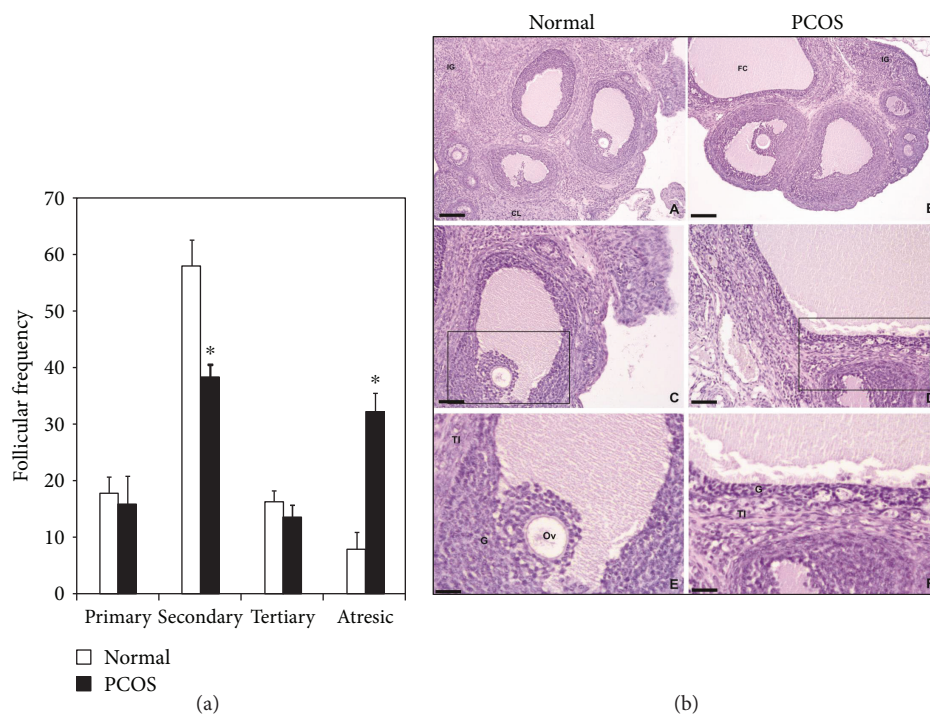 Normal PCOS
IG
CL
A
FC
IG
B
C
D
TI
G
Ov
E
G
TI
F
70
60
50
40
30
20
10
0
Follicular frequency
*
*
Primary Secondary Tertiary Atresic
Normal
PCOS
(a)
(b)